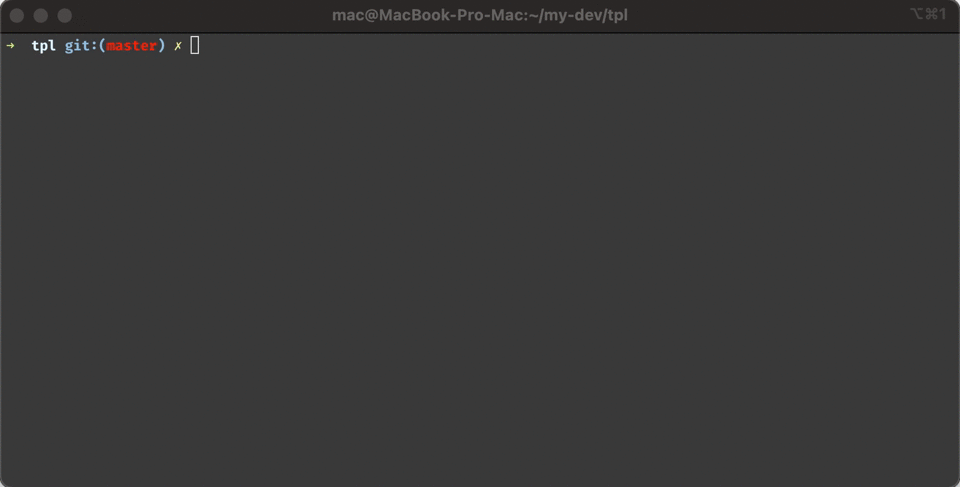 mac@MacBook-Pro-Mac:~/my-dev/tpl ⌥⌘1
➜ tpl git:(master) ✗